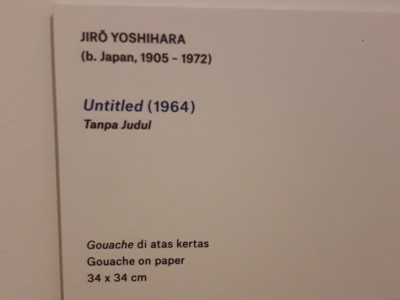 JIRŌ YOSHIHARA
(b. Japan, 1905 – 1972)
Untitled (1964)
Tanpa Judul
Gouache di atas kertas
Gouache on paper
34 x 34 cm